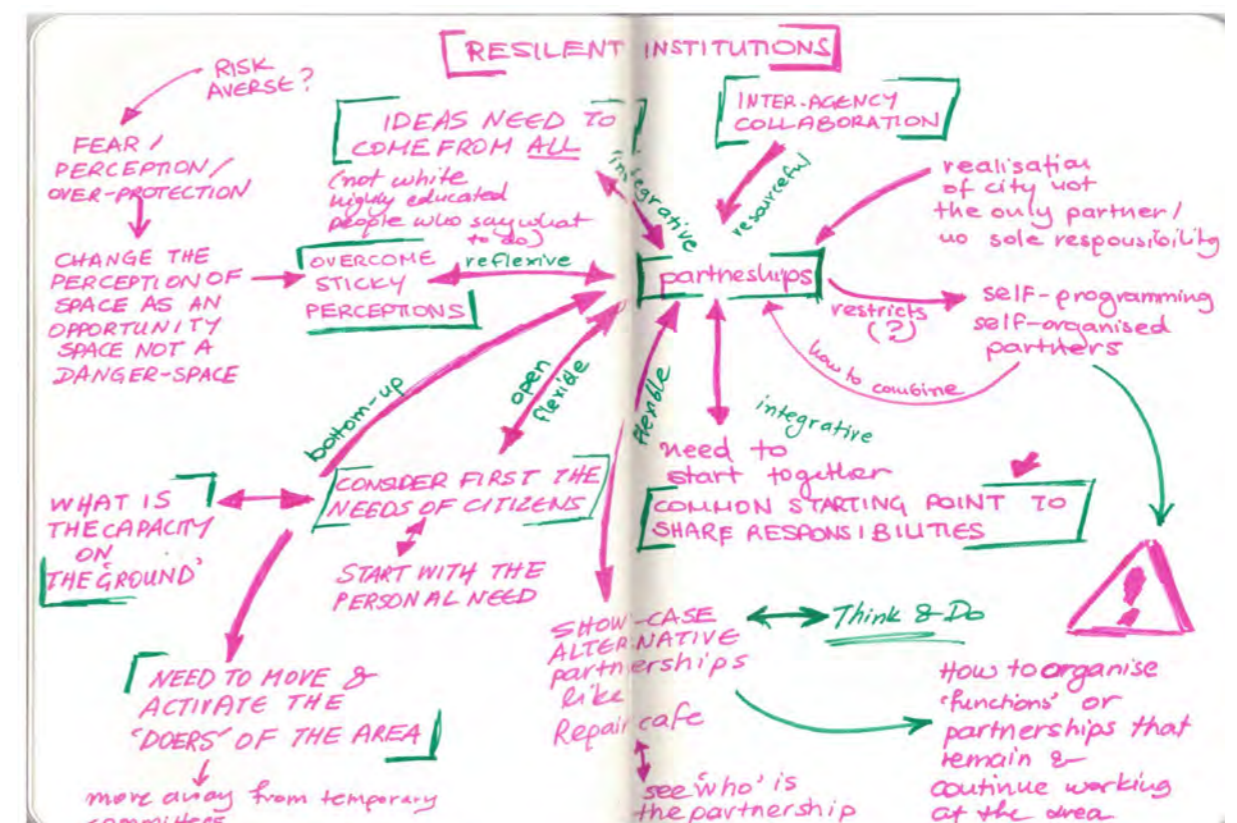 RESILENT INSTITUTIONS
RISK
AVERSE?
FEAR /
PERCEPTION /
OVER-PROTECTION
CHANGE THE
PERCEPTION OF
SPACE AS AN
OPPORTUNITY
SPACE NOT A
DANGER-SPACE
IDEAS NEED TO
COME FROM ALL
(not white
highly educated
people who say what
to do)
OVERCOME
STICKY
PERCEPTIONS
reflexive
integrative
INTER-AGENCY
COLLABORATION
resourceful
realisation
of city not
the only partner /
no sole responsibility
partneships
restricts
(?)
self-programming
self-organised
partners
how to combine
bottom-up
open
flexible
flexible
integrative
need to
start together
COMMON STARTING POINT TO
SHARE RESPONSIBILITIES
WHAT IS
THE CAPACITY
ON
THE 'GROUND'
CONSIDER FIRST THE
NEEDS OF CITIZENS
START WITH THE
PERSONAL NEED
NEED TO MOVE &
ACTIVATE THE
'DOERS' OF THE AREA
move away from temporary
committees
SHOW-CASE
ALTERNATIVE
partnerships
like
Repair cafe
see 'who' is
the partnership
Think & Do
!
How to organise
'functions' or
partnerships that
remain &
continue working
at the area